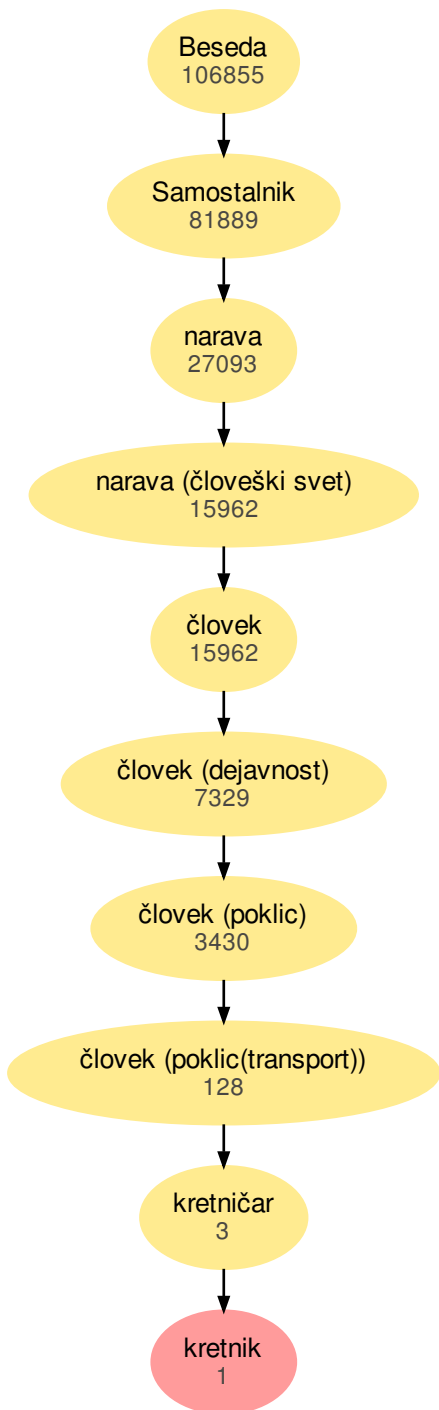 Beseda
106855
Samostalnik
81889
narava
27093
narava (človeški svet)
15962
človek
15962
človek (dejavnost)
7329
človek (poklic)
3430
človek (poklic(transport))
128
kretničar
3
kretnik
1